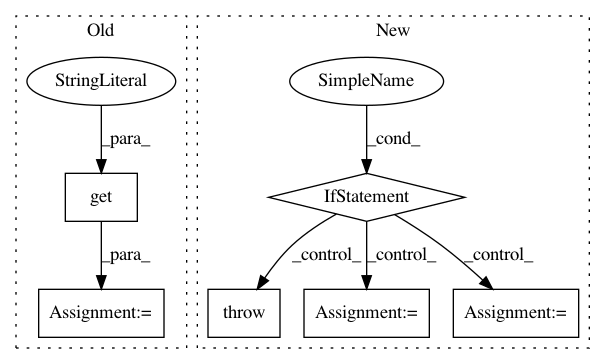 Old
New
StringLiteral
SimpleName
_para_
_cond_
get
IfStatement
_para_
_control_
_control_
_control_
Assignment:=
throw
Assignment:=
Assignment:=